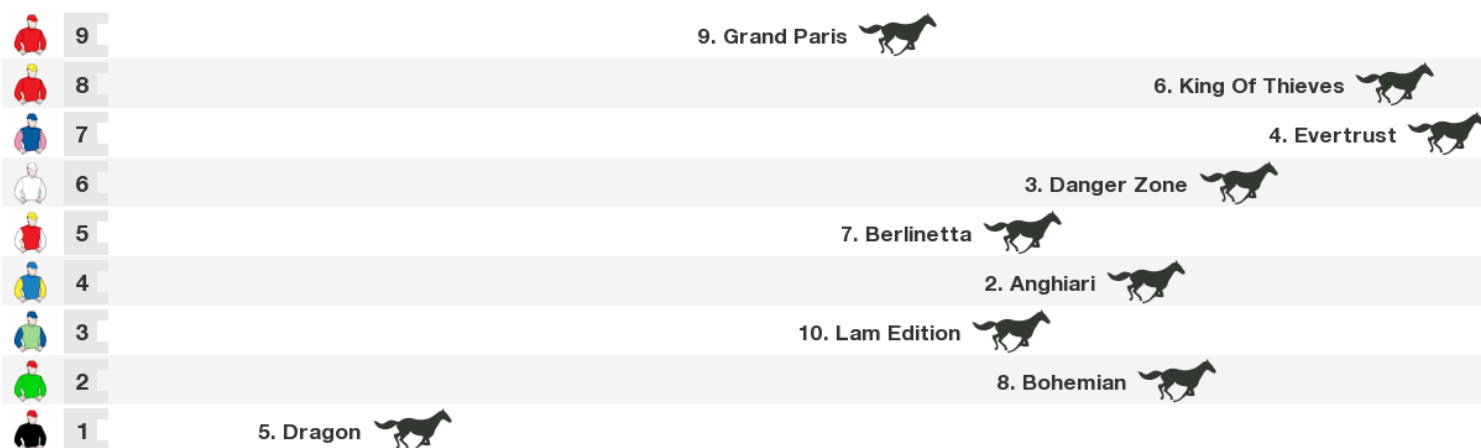 9 9. Grand Paris
8 6. King Of Thieves
7 4. Evertrust
6 3. Danger Zone
5 7. Berlinetta
4 2. Anghiari
3 10. Lam Edition
2 8. Bohemian
1 5. Dragon